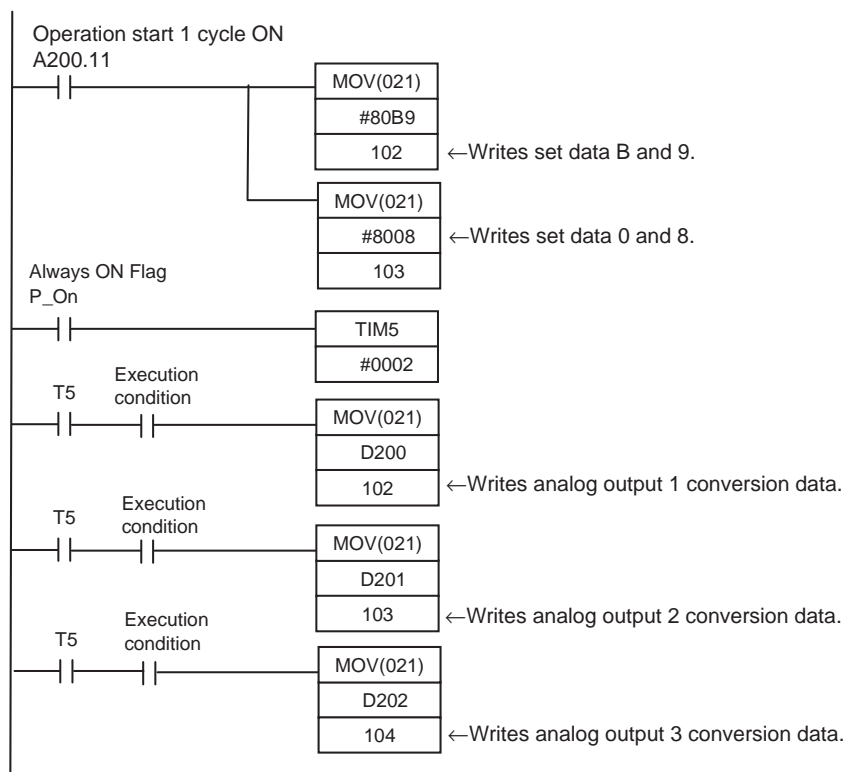 Operation start 1 cycle ON
A200.11
MOV(021)
#80B9
102
←Writes set data B and 9.
MOV(021)
#8008
←Writes set data 0 and 8.
103
Always ON Flag
P_On
TIM5
#0002
T5
Execution
condition
MOV(021)
D200
102
←Writes analog output 1 conversion data.
T5
Execution
condition
MOV(021)
D201
103
←Writes analog output 2 conversion data.
T5
Execution
condition
MOV(021)
D202
104
←Writes analog output 3 conversion data.